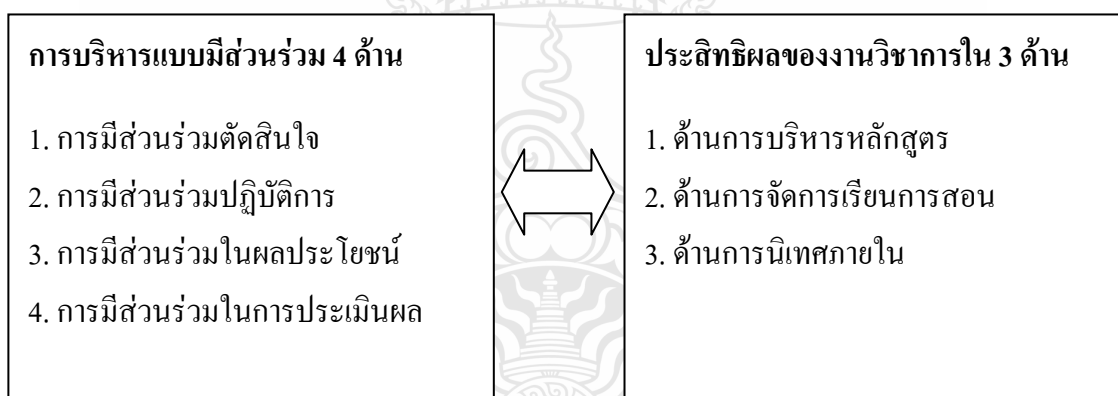 การบริหารแบบมีส่วนร่วม 4 ด้าน
1. การมีส่วนร่วมตัดสินใจ
2. การมีส่วนร่วมปฏิบัติการ
3. การมีส่วนร่วมในผลประโยชน์
4. การมีส่วนร่วมในการประเมินผล
ประสิทธิผลของงานวิชาการใน 3 ด้าน
1. ด้านการบริหารหลักสูตร
2. ด้านการจัดการเรียนการสอน
3. ด้านการนิเทศภายใน